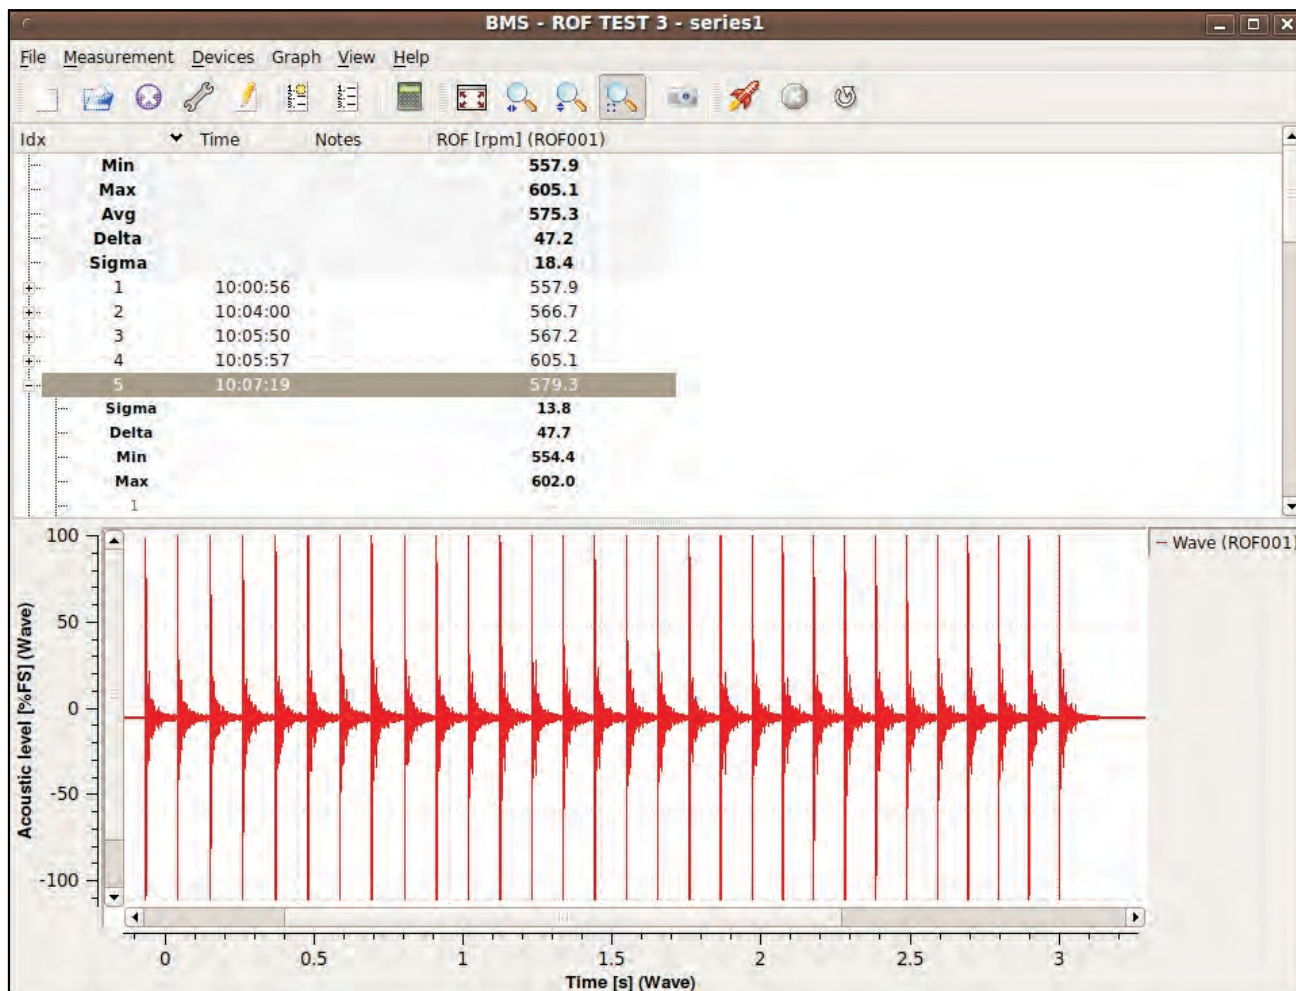 BMS - ROF TEST 3 - series1
File Measurement Devices Graph View Help
Idx Time Notes ROF [rpm] (ROF001)
Min 557.9
Max 605.1
Avg 575.3
Delta 47.2
Sigma 18.4
1 10:00:56 557.9
2 10:04:00 566.7
3 10:05:50 567.2
4 10:05:57 605.1
5 10:07:19 579.3
Sigma 13.8
Delta 47.7
Min 554.4
Max 602.0
1
100
50
0
-50
-100
Acoustic level [%FS] (Wave)
Wave (ROF001)
0 0.5 1 1.5 2 2.5 3
Time [s] (Wave)